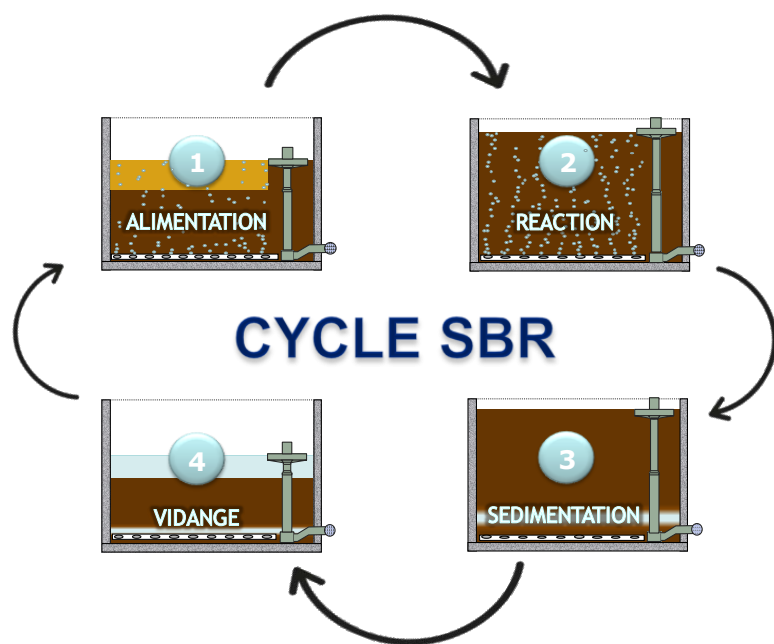 1
ALIMENTATION
2
REACTION
CYCLE SBR
4
VIDANGE
3
SEDIMENTATION